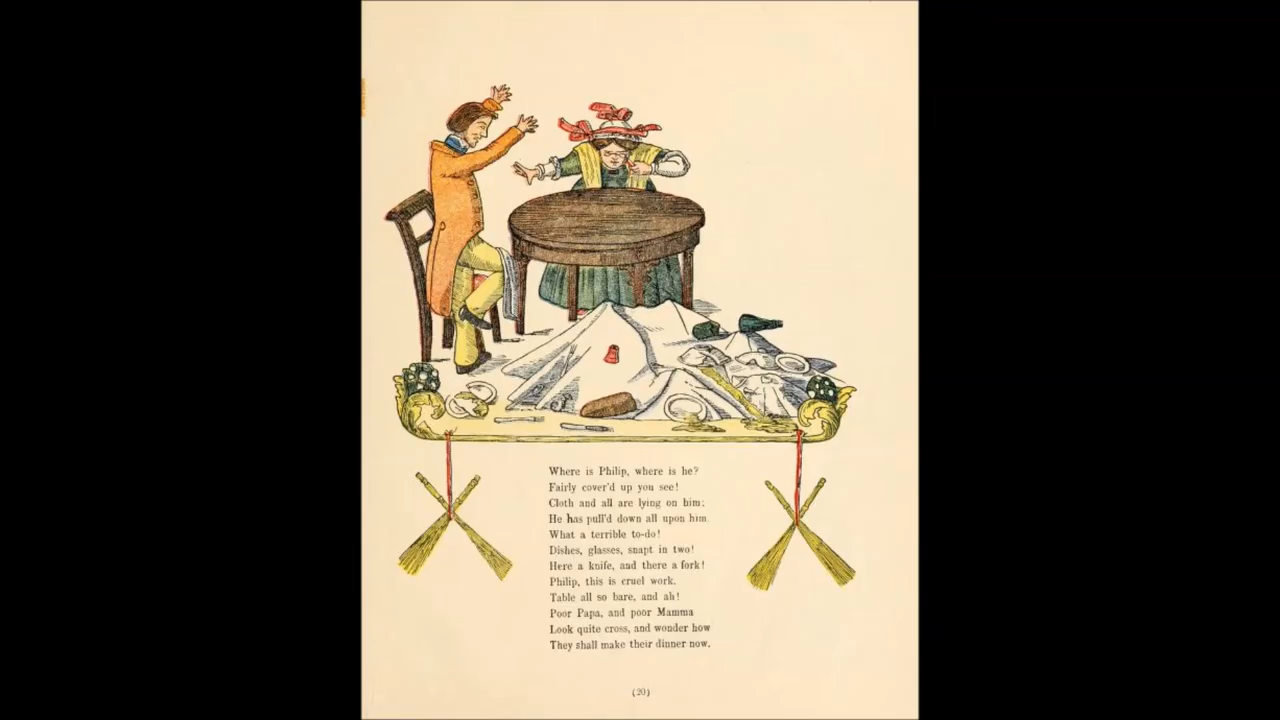 Where is Philip, where is he?
Fairly cover'd up you see!
Cloth and all are lying on him;
He has pull'd down all upon him.
What a terrible to-do!
Dishes, glasses, snapt in two!
Here a knife, and there a fork!
Philip, this is cruel work.
Table all so bare, and ah!
Poor Papa, and poor Mamma
Look quite cross, and wonder how
They shall make their dinner now.
(20)